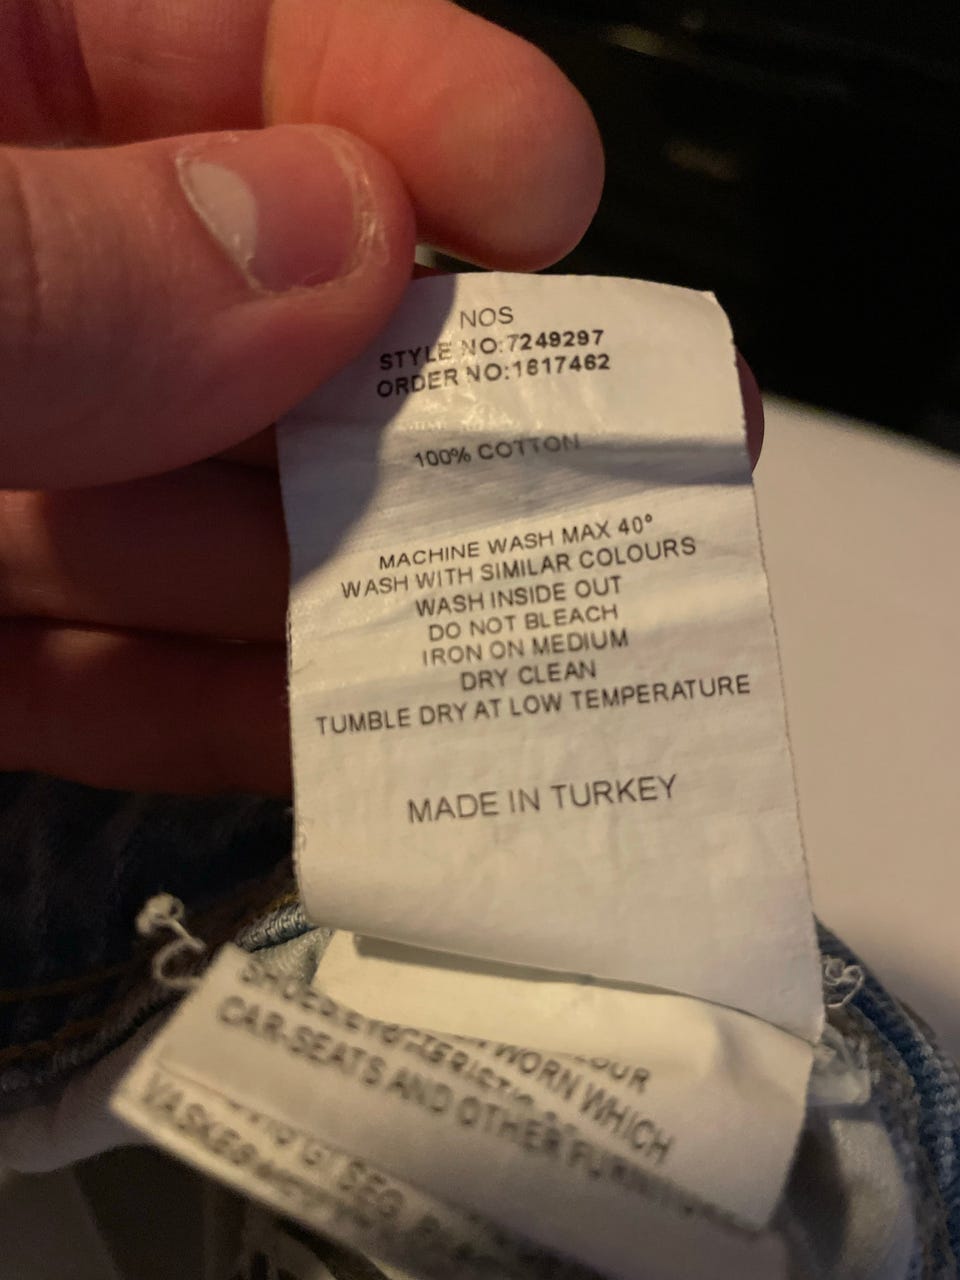 NOS
STYLE NO:7249297
ORDER NO:1617462
100% COTTON
MACHINE WASH MAX 40°
WASH WITH SIMILAR COLOURS
WASH INSIDE OUT
DO NOT BLEACH
IRON ON MEDIUM
DRY CLEAN
TUMBLE DRY AT LOW TEMPERATURE
MADE IN TURKEY
WORN WHICH
CAR-SEATS AND OTHER